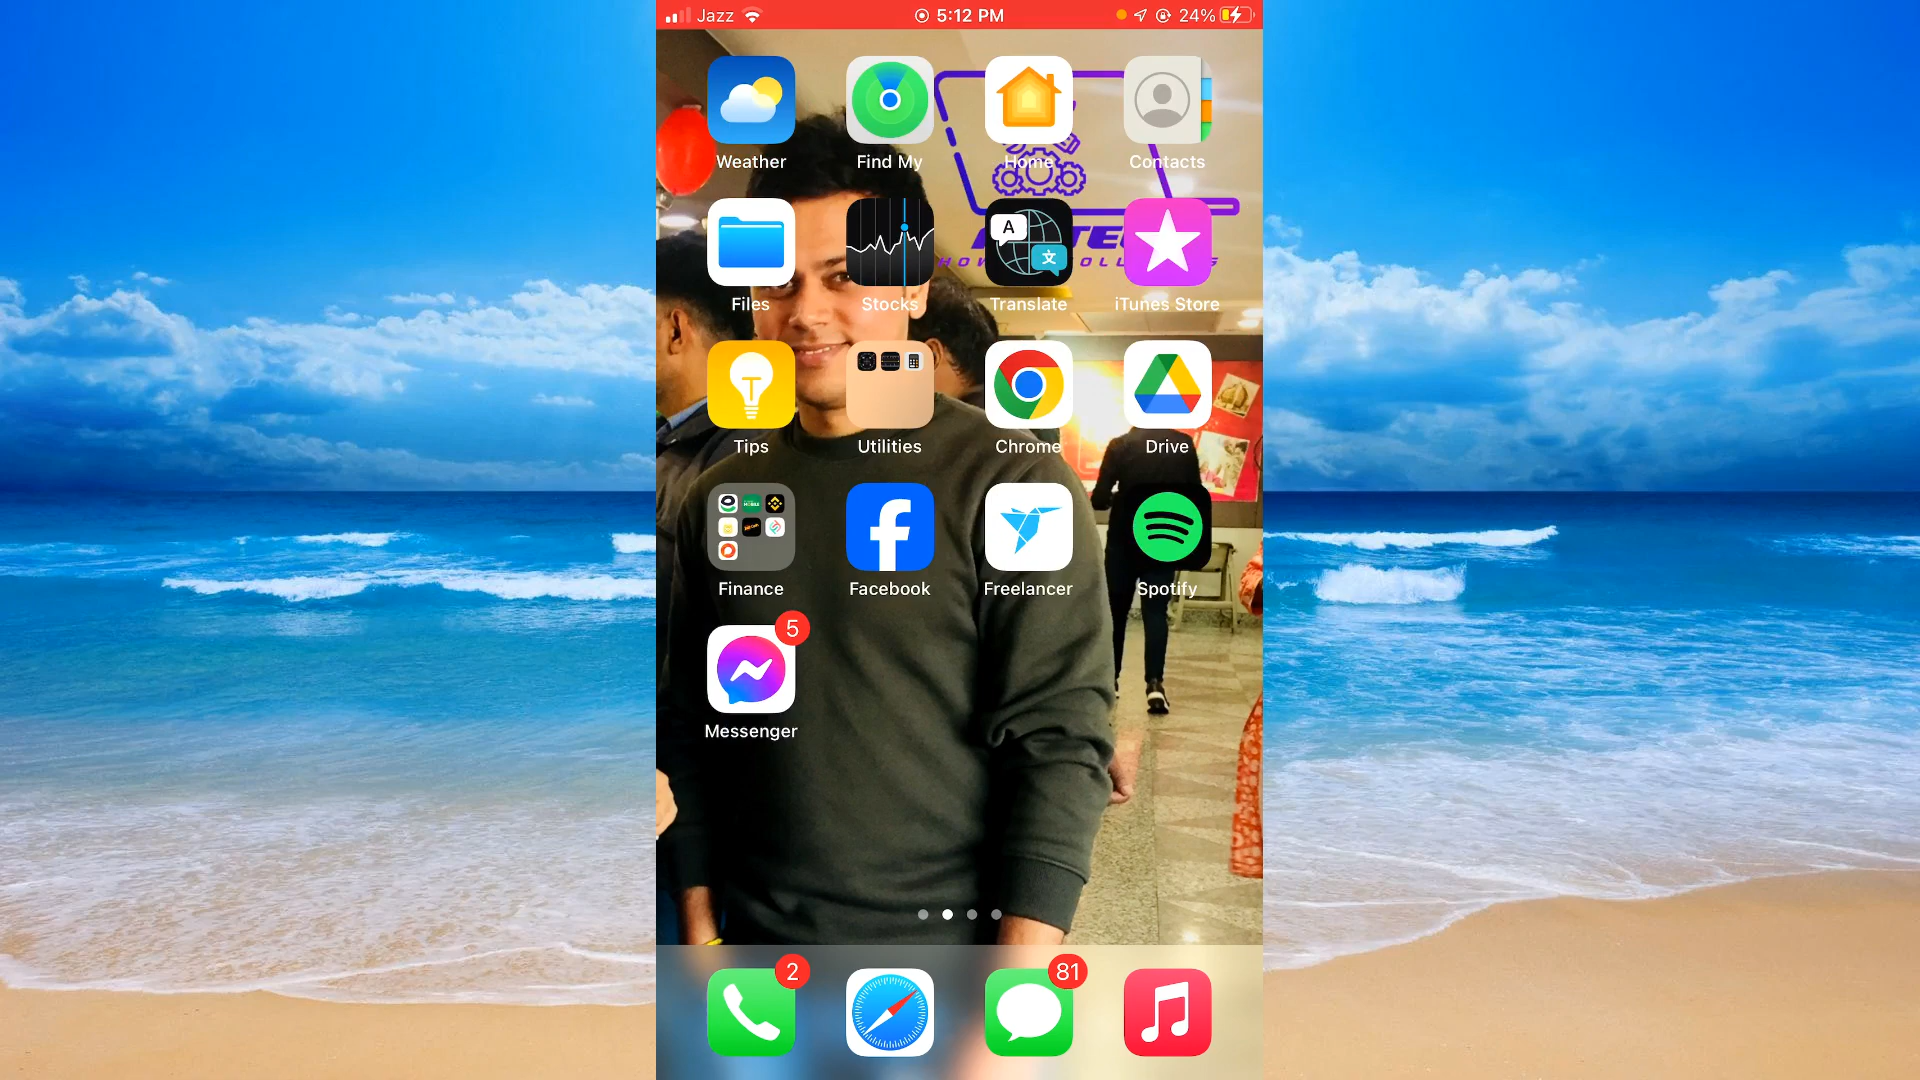 Jazz 5:12 PM 24%
Weather Find My Home Contacts
A 文
Files Stocks Translate iTunes Store
Tips Utilities Chrome Drive
Finance Facebook Freelancer Spotify
5
Messenger
2 81